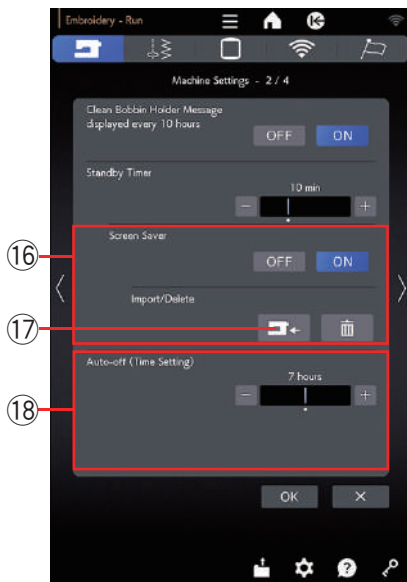 Embroidery - Run
Machine Settings - 2 / 4
Clean Bobbin Holder Message
displayed every 10 hours
OFF ON
Standby Timer
10 min
- +
⑯
Screen Saver
OFF ON
Import/Delete
⑰
⑱
Auto-off (Time Setting)
7 hours
- +
OK ×
?